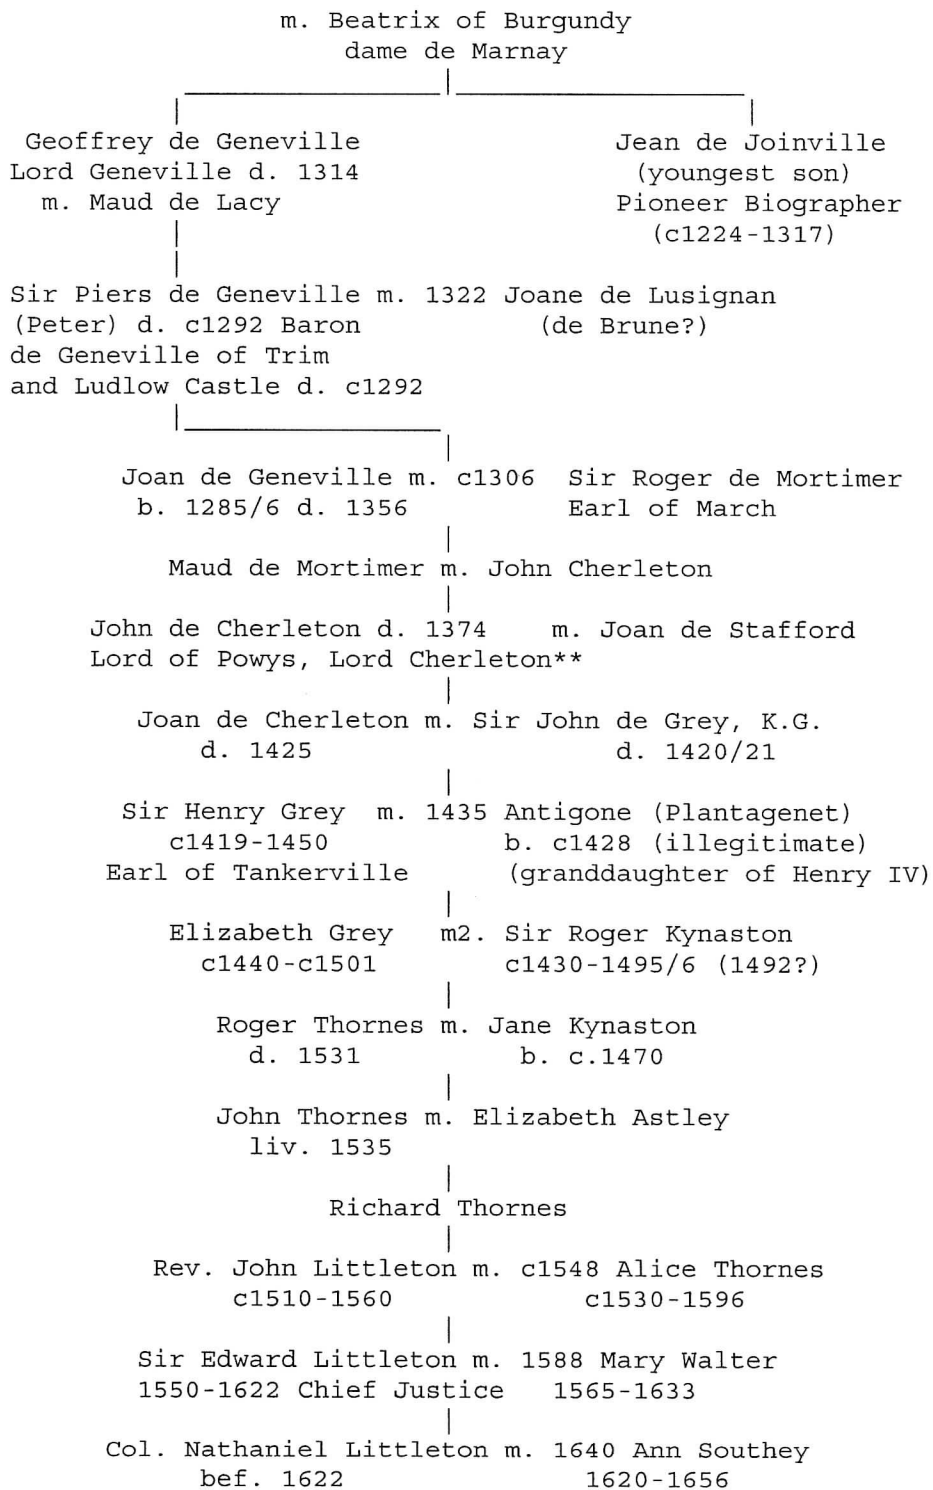 m. Beatrix of Burgundy
dame de Marnay
Geoffrey de Geneville Jean de Joinville
Lord Geneville d. 1314 (youngest son)
m. Maud de Lacy Pioneer Biographer
(c1224-1317)
Sir Piers de Geneville m. 1322 Joane de Lusignan
(Peter) d. c1292 Baron (de Brune?)
de Geneville of Trim
and Ludlow Castle d. c1292
Joan de Geneville m. c1306 Sir Roger de Mortimer
b. 1285/6 d. 1356 Earl of March
Maud de Mortimer m. John Cherleton
John de Cherleton d. 1374 m. Joan de Stafford
Lord of Powys, Lord Cherleton**
Joan de Cherleton m. Sir John de Grey, K.G.
d. 1425 d. 1420/21
Sir Henry Grey m. 1435 Antigone (Plantagenet)
c1419-1450 b. c1428 (illegitimate)
Earl of Tankerville (granddaughter of Henry IV)
Elizabeth Grey m2. Sir Roger Kynaston
c1440-c1501 c1430-1495/6 (1492?)
Roger Thornes m. Jane Kynaston
d. 1531 b. c.1470
John Thornes m. Elizabeth Astley
liv. 1535
Richard Thornes
Rev. John Littleton m. c1548 Alice Thornes
c1510-1560 c1530-1596
Sir Edward Littleton m. 1588 Mary Walter
1550-1622 Chief Justice 1565-1633
Col. Nathaniel Littleton m. 1640 Ann Southey
bef. 1622 1620-1656